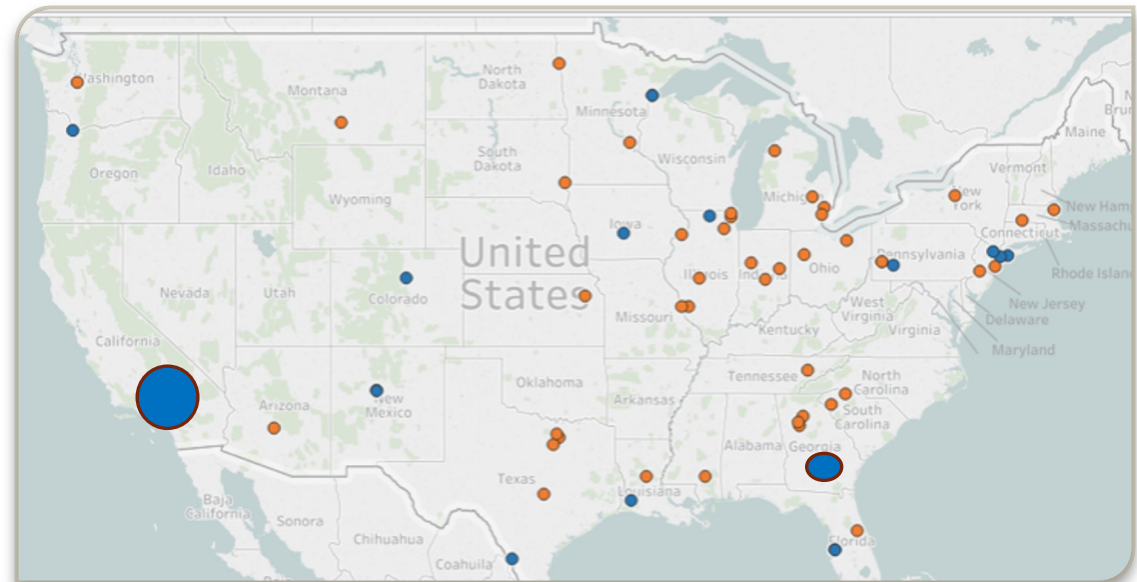 Washington
Montana
North
Dakota
Minnesota
Maine
Oregon
Idaho
South
Dakota
Wisconsin
Vermont
Wyoming
Michigan
New
York
New Ham
Massachu
Iowa
Connecticut
United
States
Nevada
Utah
Colorado
Illinois
Indiana
Ohio
Pennsylvania
Rhode Islan
California
Missouri
West
Virginia
Virginia
New Jersey
Delaware
Kentucky
Maryland
Arizona
New
Mexico
Oklahoma
Arkansas
Tennessee
North
Carolina
South
Carolina
Alabama
Georgia
Texas
Louisiana
Baja
California
Sonora
Chihuahua
Coahuila
Florida